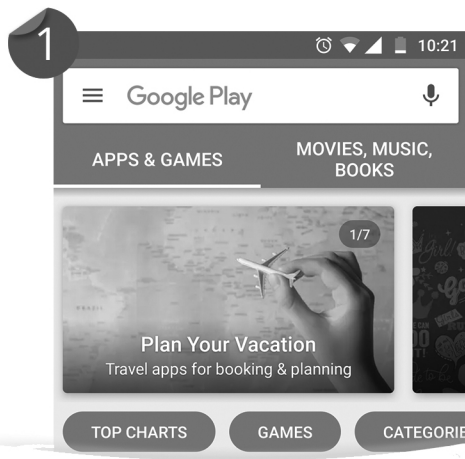 1
10:21
Google Play
APPS & GAMES
MOVIES, MUSIC,
BOOKS
1/7
Plan Your Vacation
Travel apps for booking & planning
TOP CHARTS
GAMES
CATEGORIE